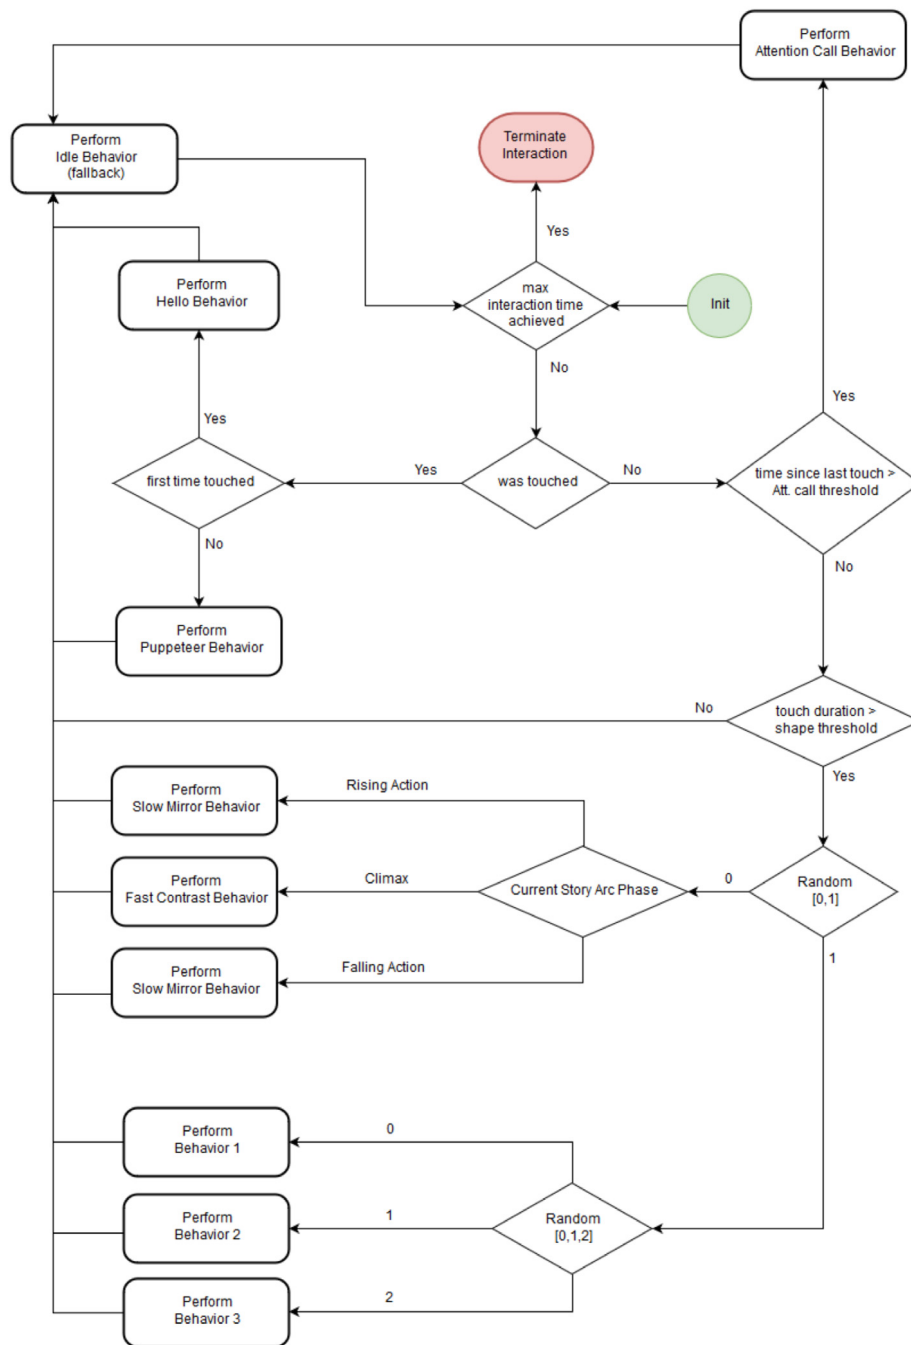 Perform
Attention Call Behavior
Perform
Idle Behavior
(fallback)
Terminate
Interaction
Yes
Perform
Hello Behavior
max
interaction time
achieved
Init
No
Yes
Yes
first time touched
Yes
was touched
No
time since last touch >
Att. call threshold
No
No
Perform
Puppeteer Behavior
No
touch duration >
shape threshold
Yes
Perform
Slow Mirror Behavior
Rising Action
Perform
Fast Contrast Behavior
Climax
Current Story Arc Phase
0
Random
[0,1]
Perform
Slow Mirror Behavior
Falling Action
1
Perform
Behavior 1
0
Perform
Behavior 2
1
Random
[0,1,2]
Perform
Behavior 3
2